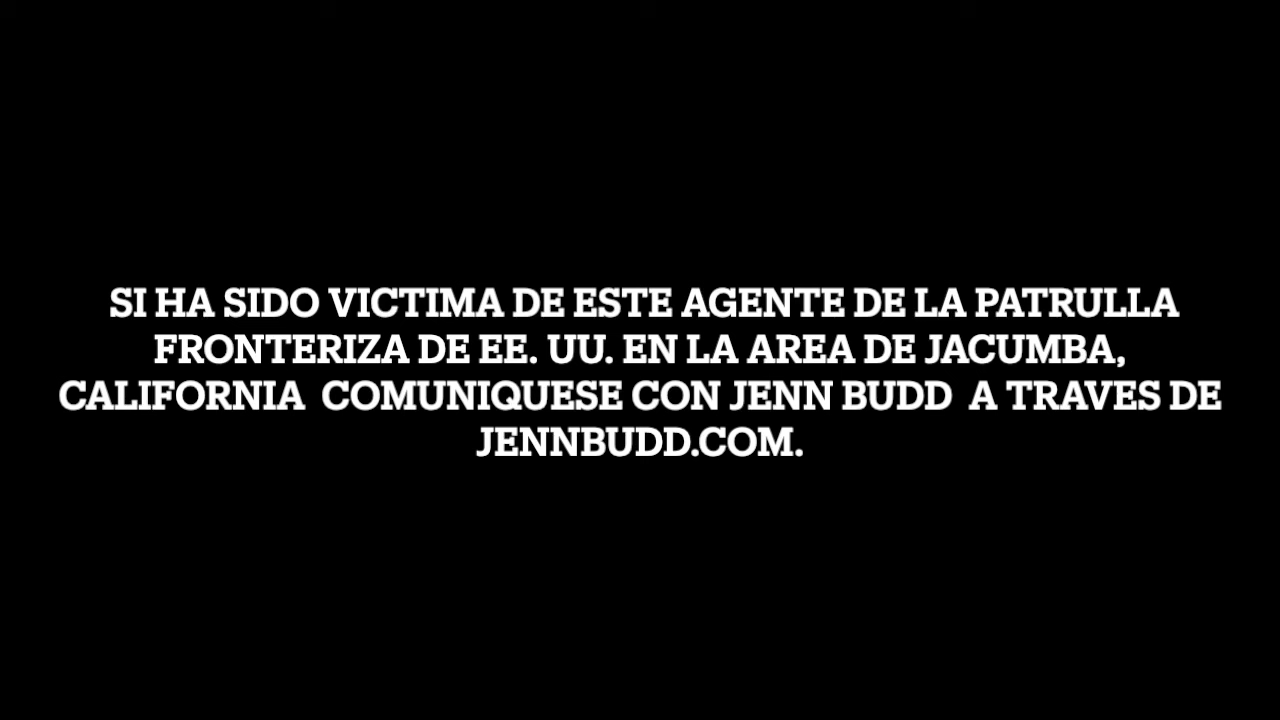 SI HA SIDO VICTIMA DE ESTE AGENTE DE LA PATRULLA
FRONTERIZA DE EE. UU. EN LA AREA DE JACUMBA,
CALIFORNIA  COMUNIQUESE CON JENN BUDD  A TRAVES DE
JENNBUDD.COM.